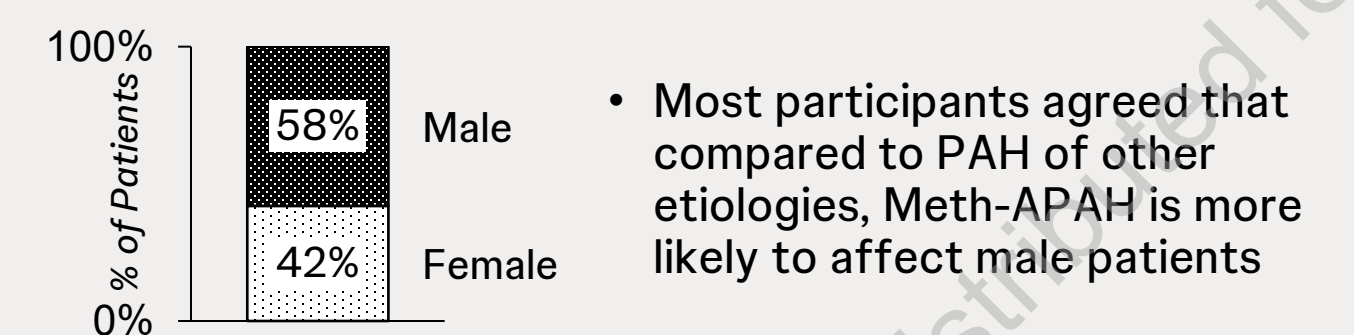 100%
% of Patients
0%
58%
42%
Male
Female
• Most participants agreed that
compared to PAH of other
etiologies, Meth-APAH is more
likely to affect male patients